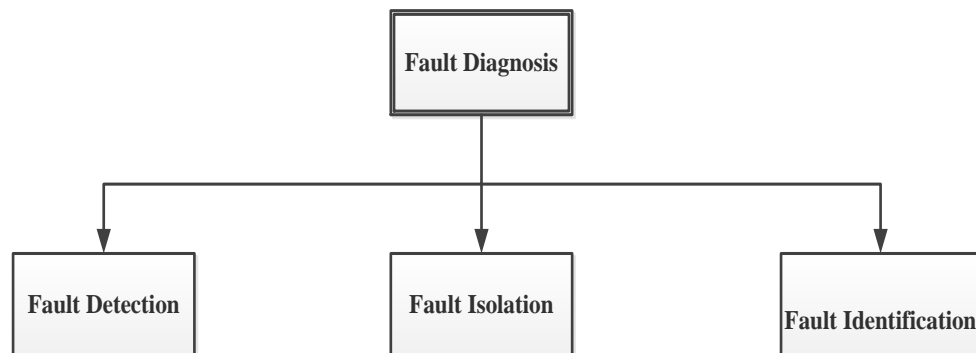 Fault Diagnosis
Fault Detection
Fault Isolation
Fault Identification